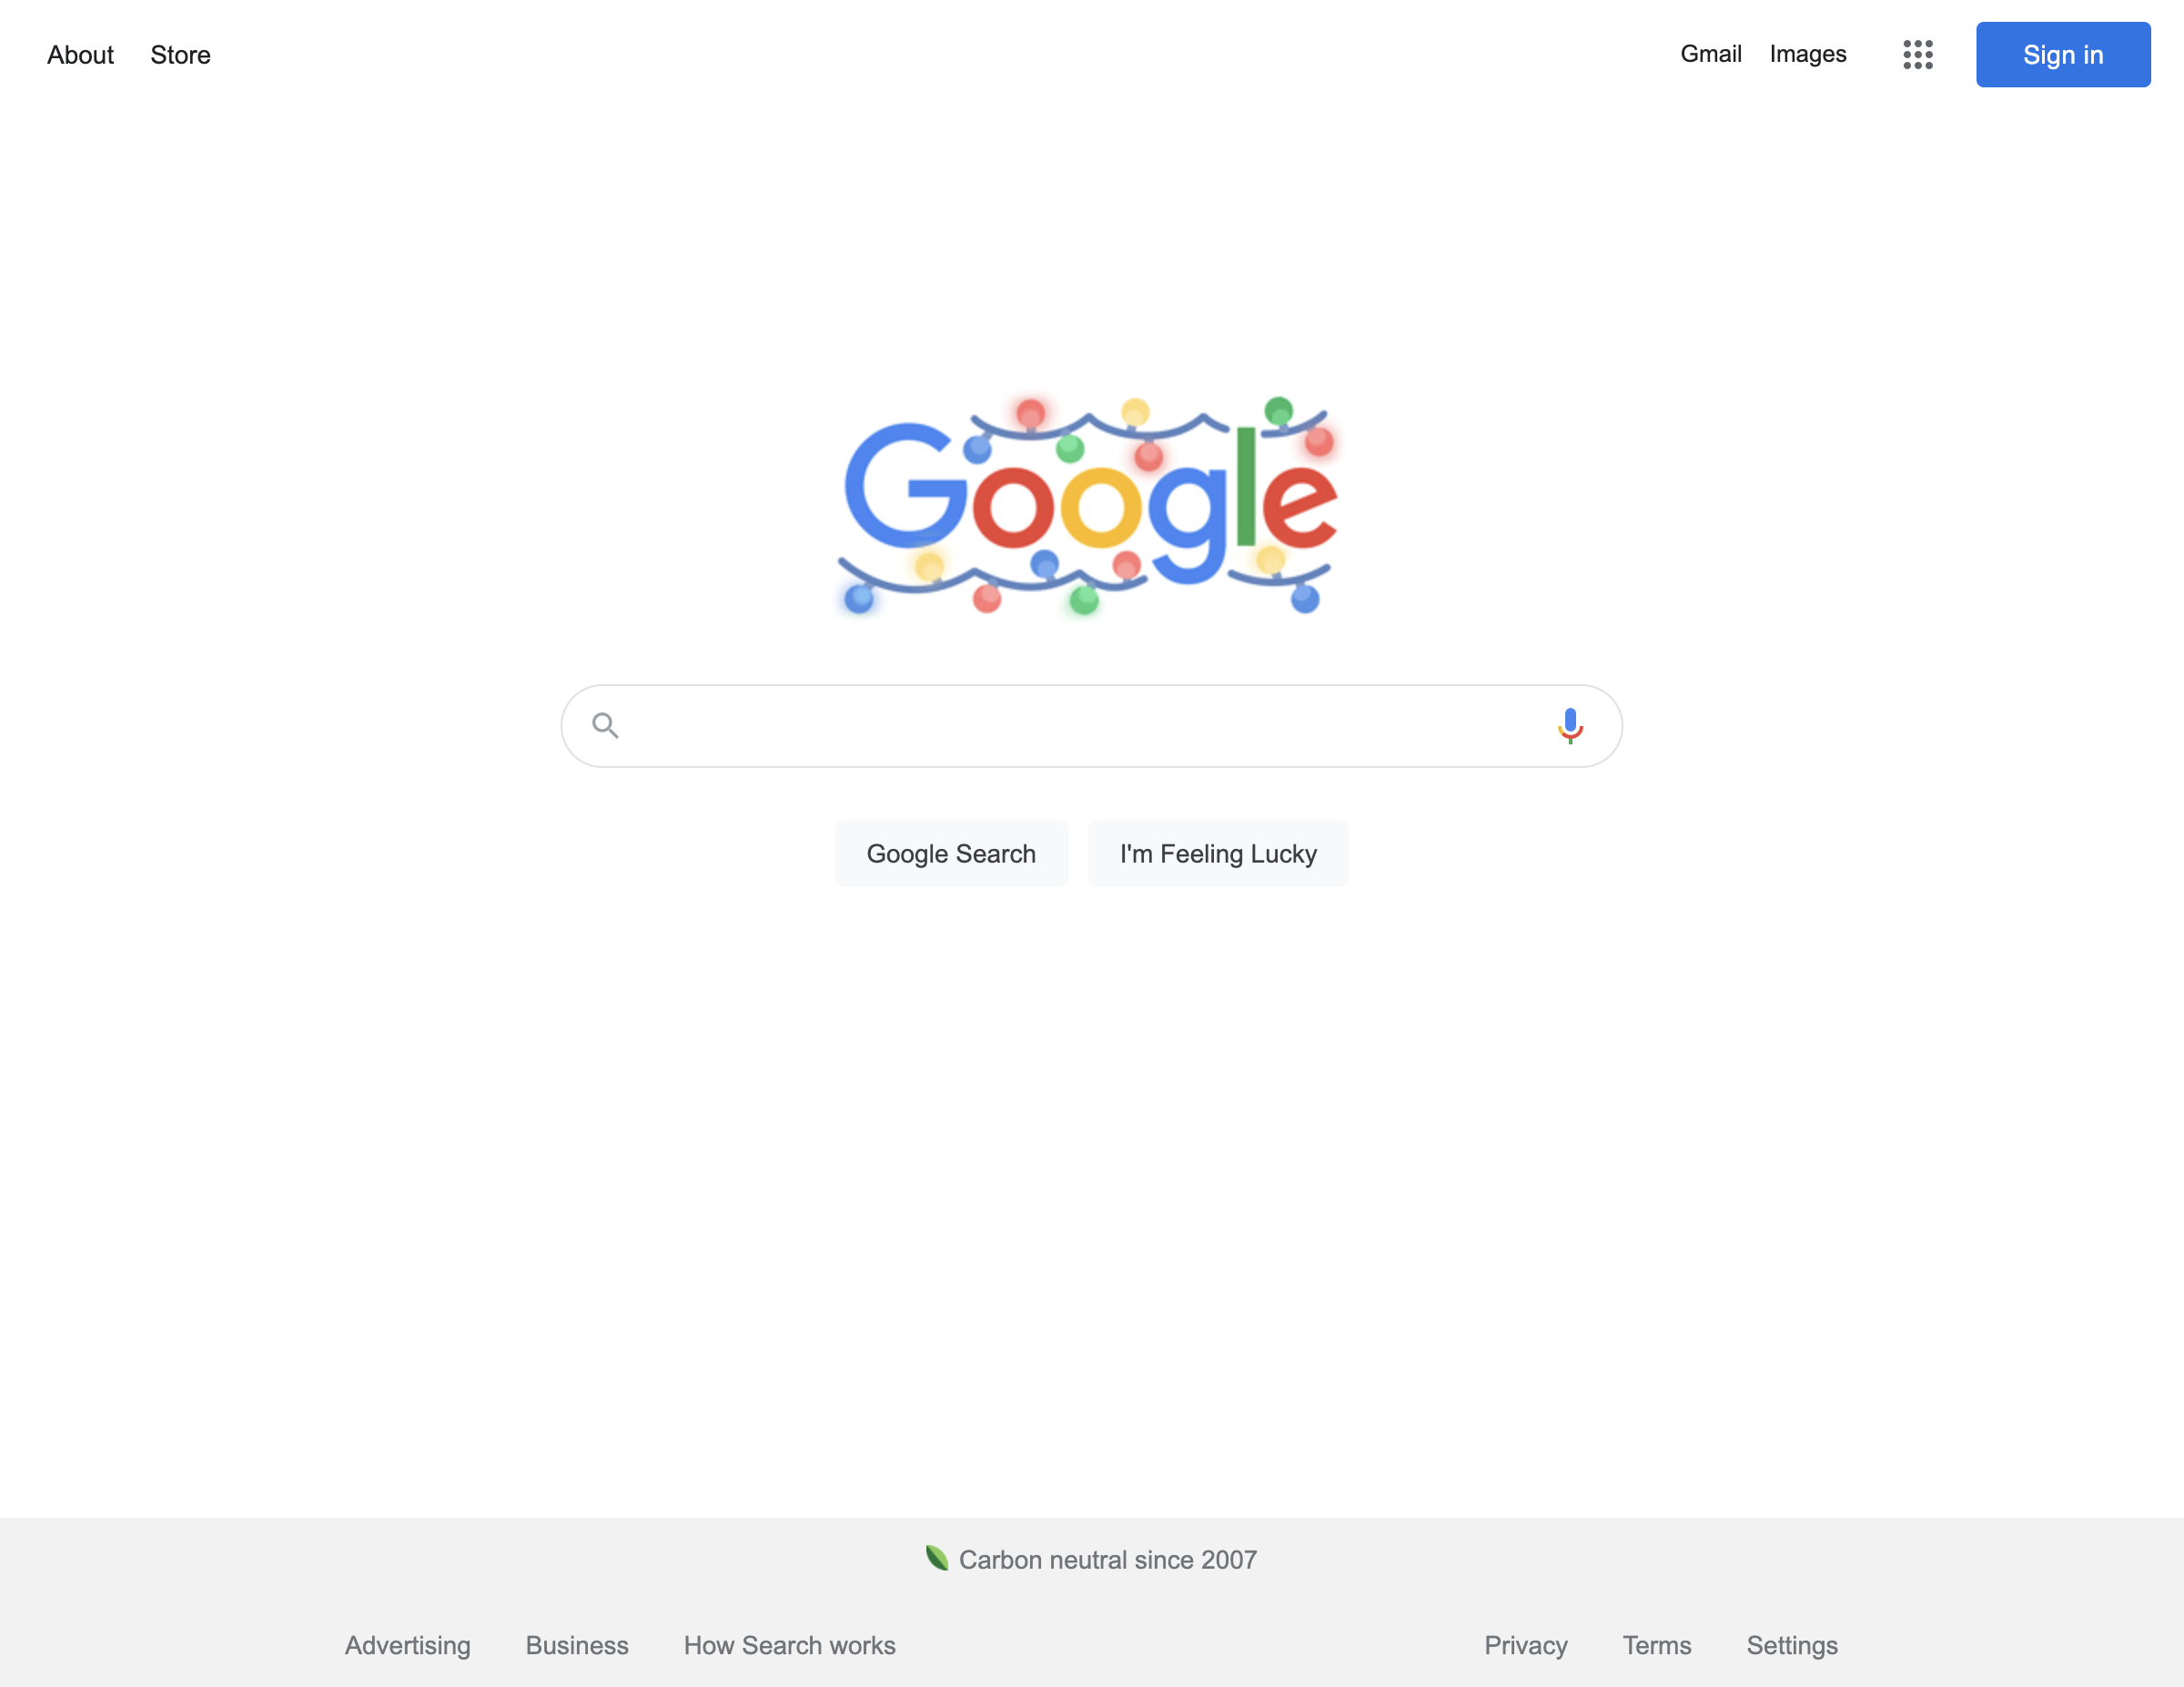 About Store Gmail Images Sign in
Google
Google Search I'm Feeling Lucky
Carbon neutral since 2007
Advertising Business How Search works Privacy Terms Settings